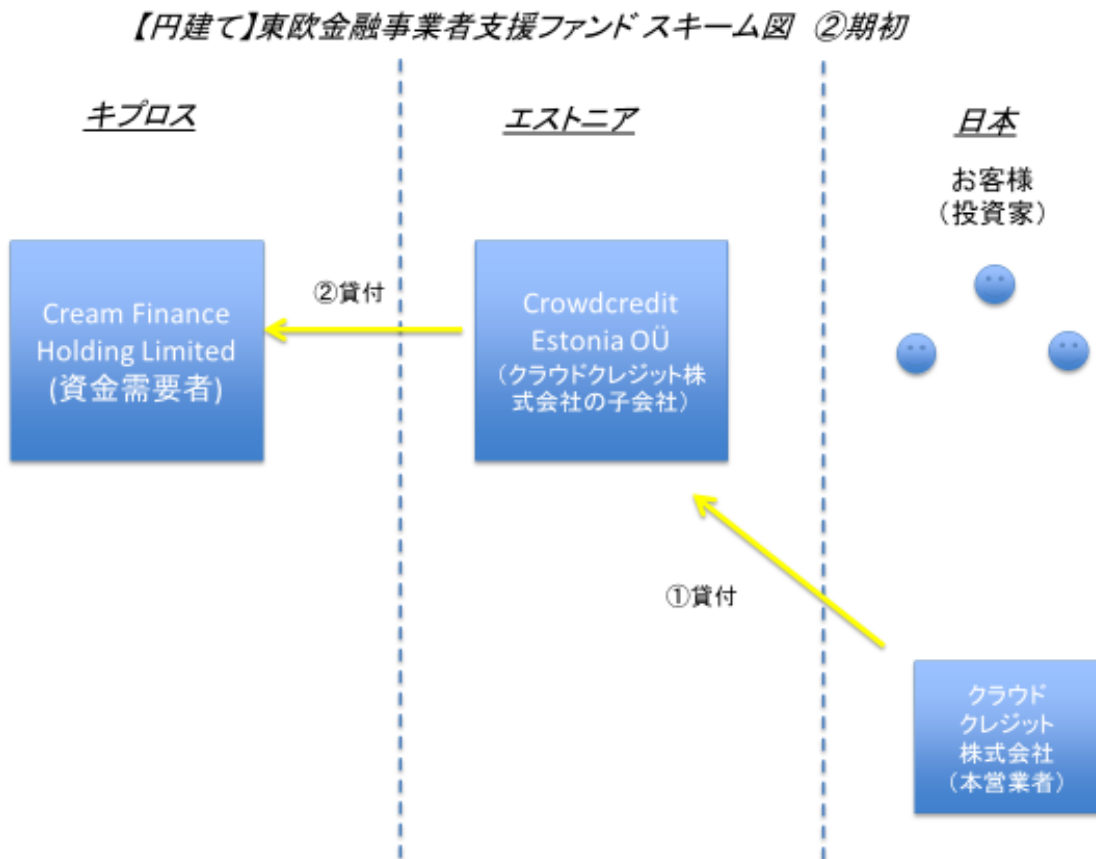 【円建て】東欧金融事業者支援ファンド スキーム図 ②期初
キプロス
エストニア
日本
お客様
（投資家）
Cream Finance
Holding Limited
(資金需要者)
②貸付
Crowdcredit
Estonia OÜ
（クラウドクレジット株
式会社の子会社）
①貸付
クラウド
クレジット
株式会社
（本営業者）